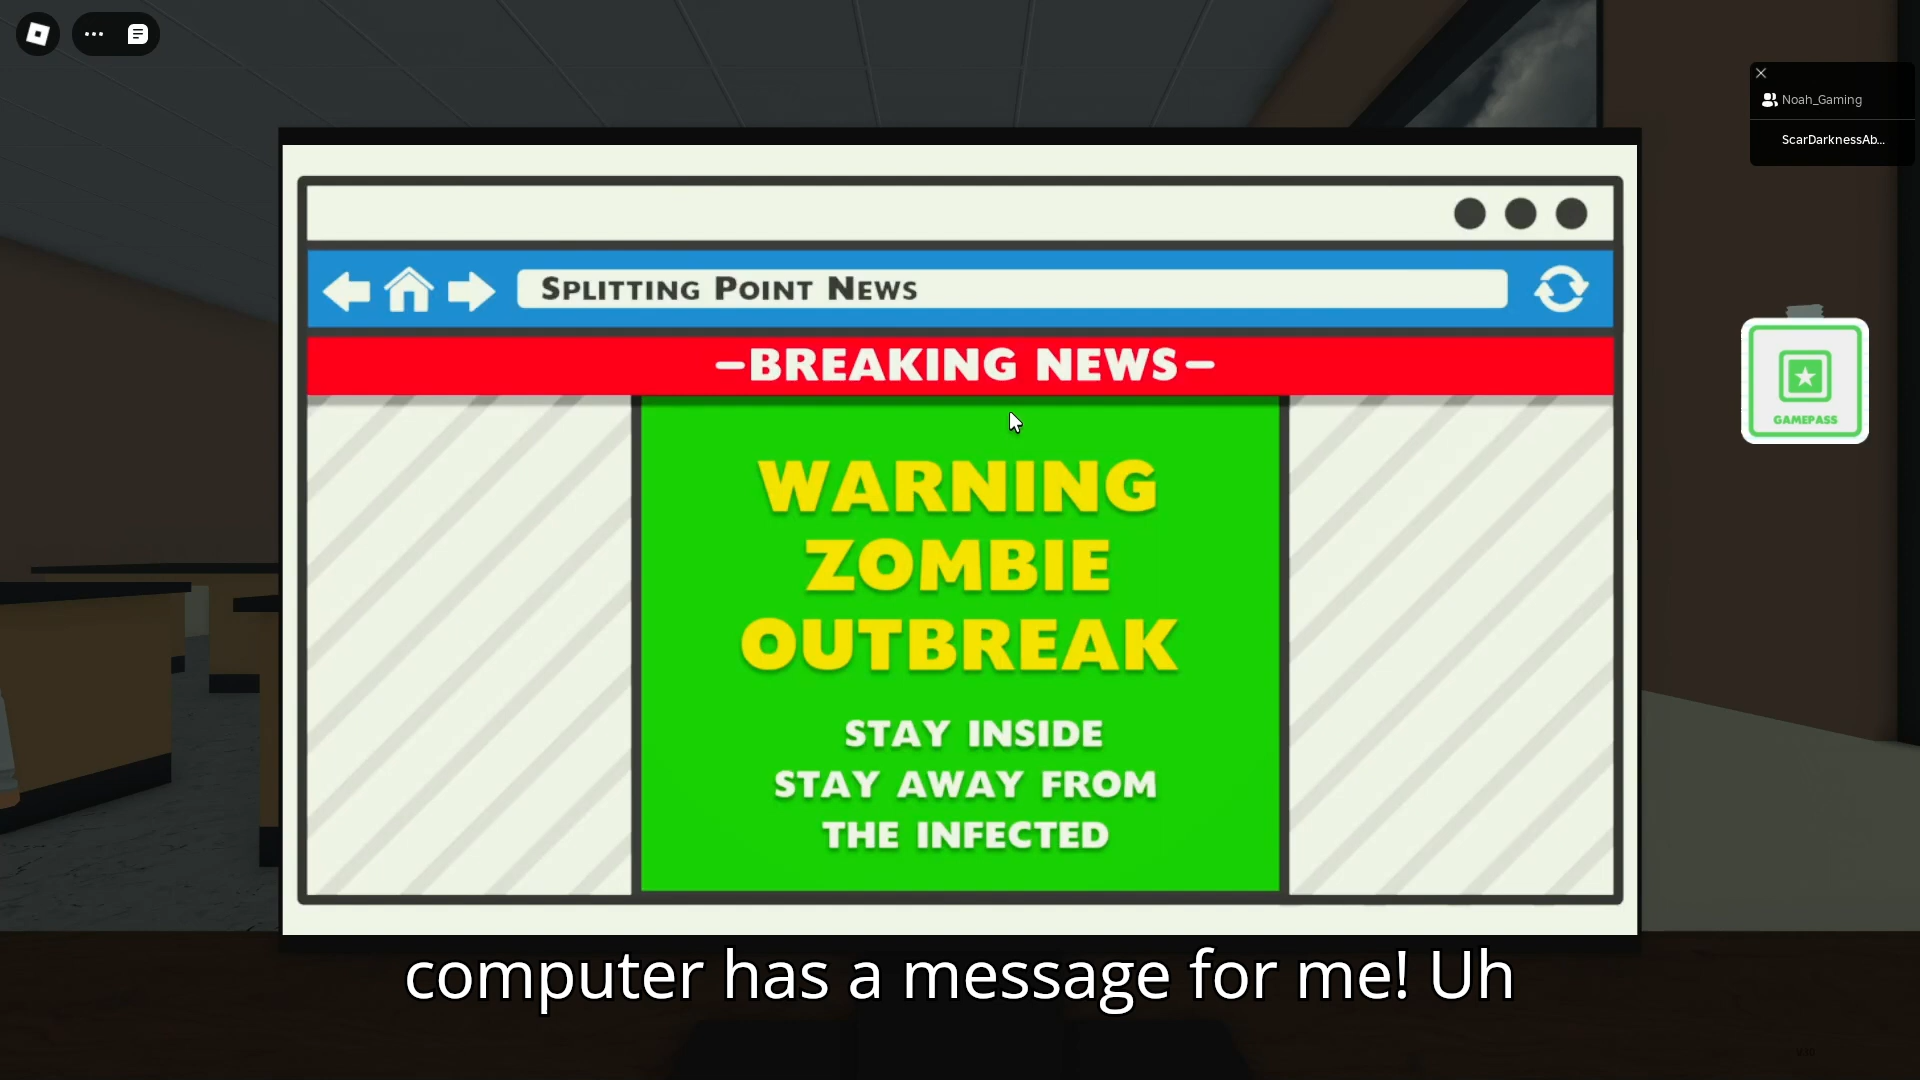 Noah_Gaming
ScarDarknessAb...
SPLITTING POINT NEWS
–BREAKING NEWS–
WARNING
ZOMBIE
OUTBREAK
STAY INSIDE
STAY AWAY FROM
THE INFECTED
GAMEPASS
computer has a message for me! Uh